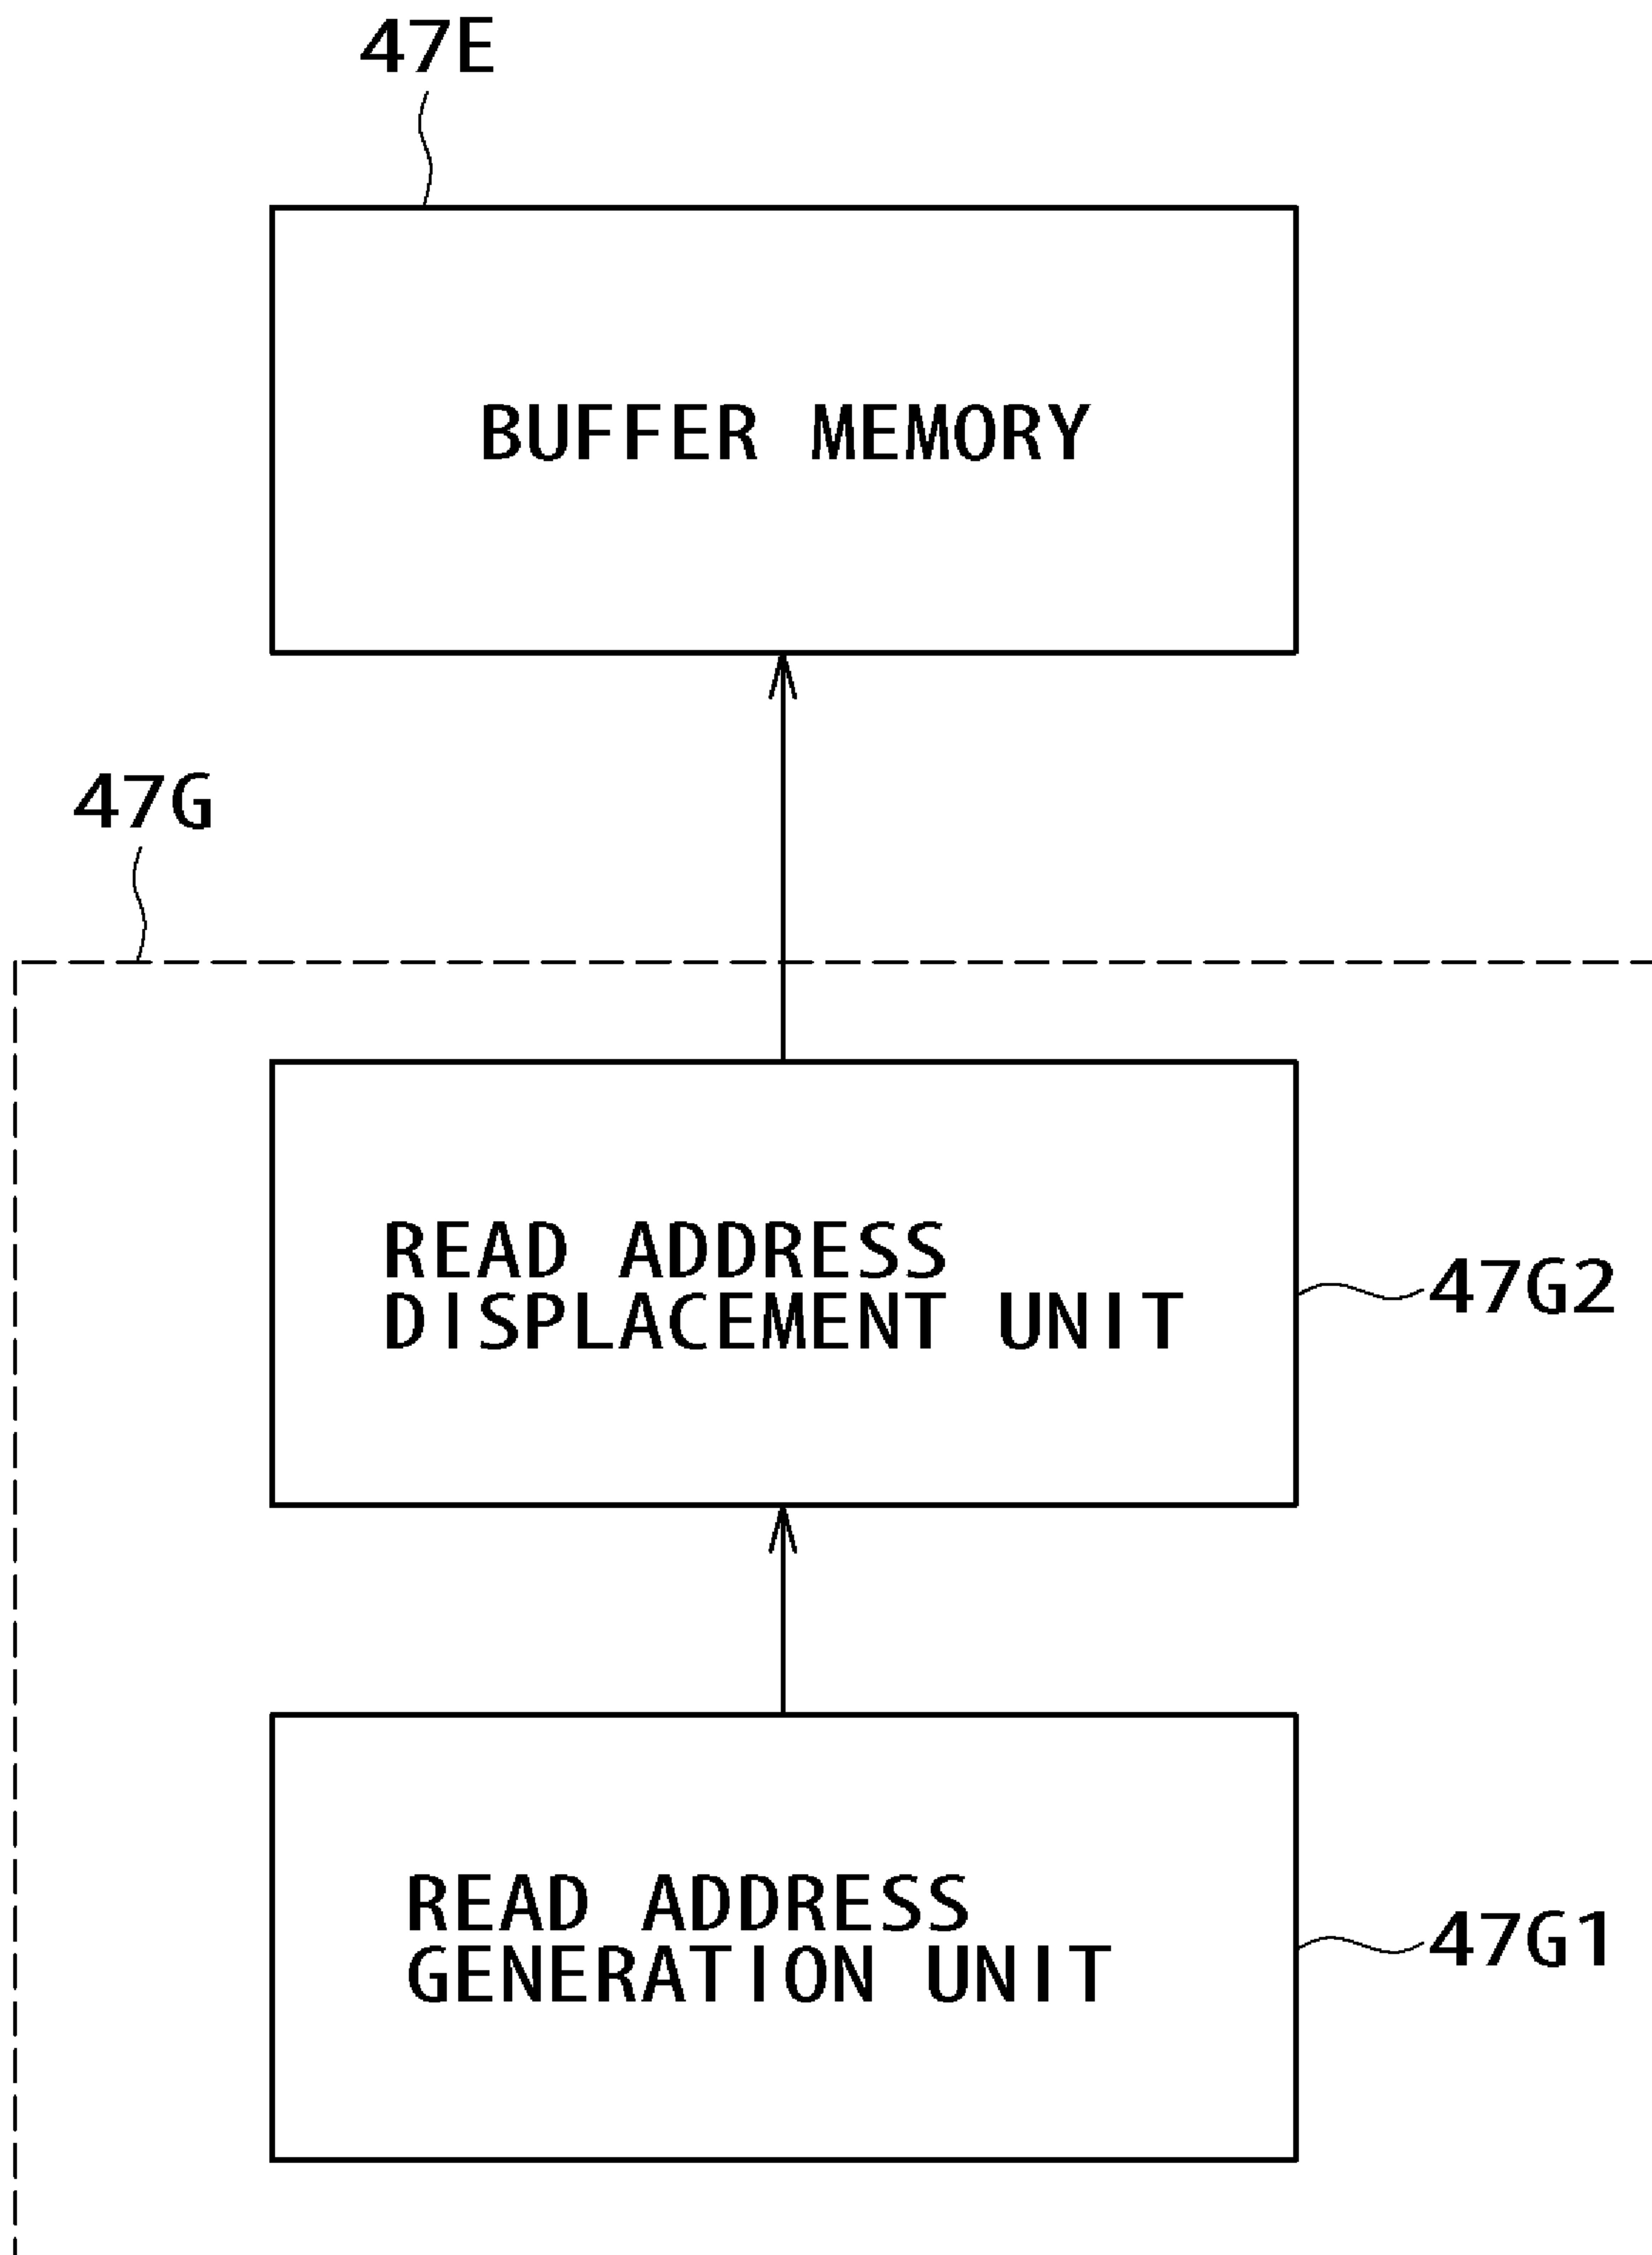 47E
BUFFER MEMORY
47G
READ ADDRESS
DISPLACEMENT UNIT
47G2
READ ADDRESS
GENERATION UNIT
47G1